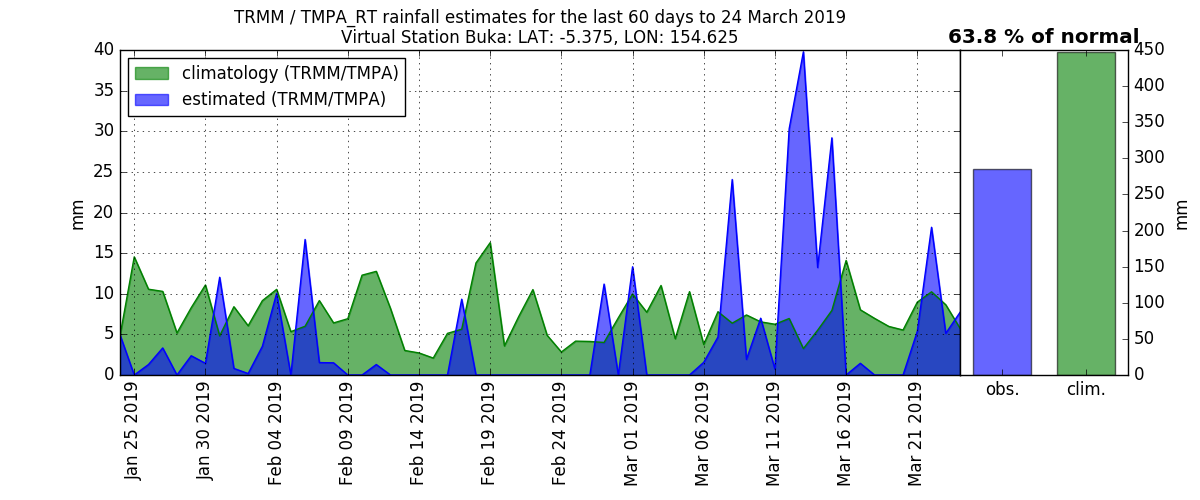 TRMM / TMPA_RT rainfall estimates for the last 60 days to 24 March 2019
Virtual Station Buka: LAT: -5.375, LON: 154.625
63.8 % of normal
climatology (TRMM/TMPA)
estimated (TRMM/TMPA)
mm
40
35
30
25
20
15
10
5
0
Jan 25 2019
Jan 30 2019
Feb 04 2019
Feb 09 2019
Feb 14 2019
Feb 19 2019
Feb 24 2019
Mar 01 2019
Mar 06 2019
Mar 11 2019
Mar 16 2019
Mar 21 2019
obs.
clim.
450
400
350
300
250
200
150
100
50
0
mm